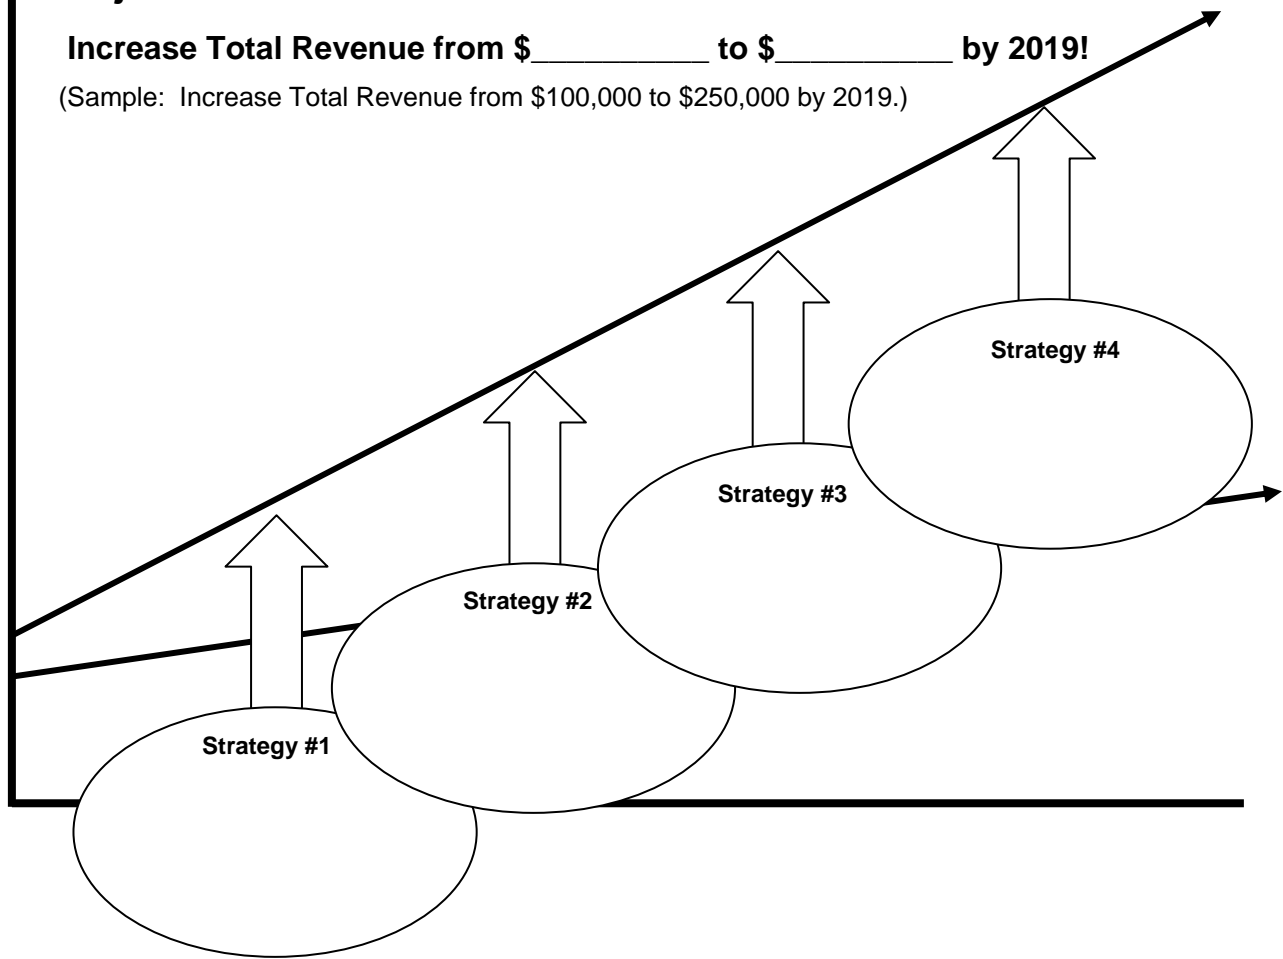 Increase Total Revenue from $__________ to $__________ by 2019!
(Sample:  Increase Total Revenue from $100,000 to $250,000 by 2019.)
Strategy #4
Strategy #3
Strategy #2
Strategy #1